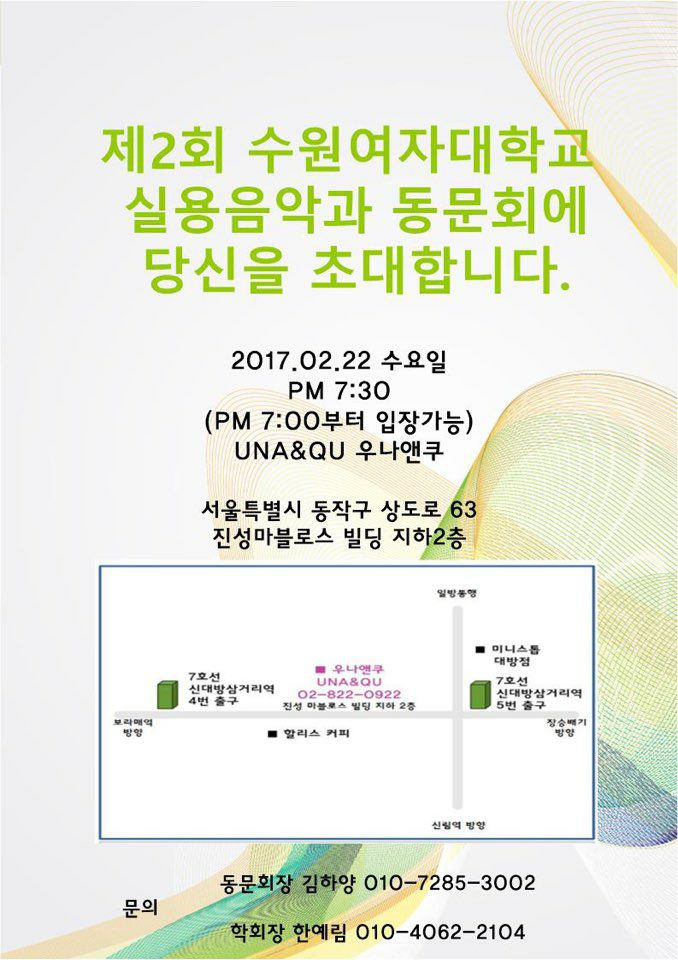 제2회 수원여자대학교
실용음악과 동문회에
당신을 초대합니다.
2017.02.22 수요일
PM 7:30
(PM 7:00부터 입장가능)
UNA&QU 우나앤쿠
서울특별시 동작구 상도로 63
진성마블로스 빌딩 지하2층
일방통행
■ 미니스톱
대방점
7호선
신대방삼거리역
4번 출구
■ 우나앤쿠
UNA&QU
02-822-0922
진성 마블로스 빌딩 지하 2층
7호선
신대방삼거리역
5번 출구
보라매역
방향
■ 할리스 커피
장승배기
방향
신림역 방향
동문회장 김하양 010-7285-3002
문의
학회장 한예림 010-4062-2104